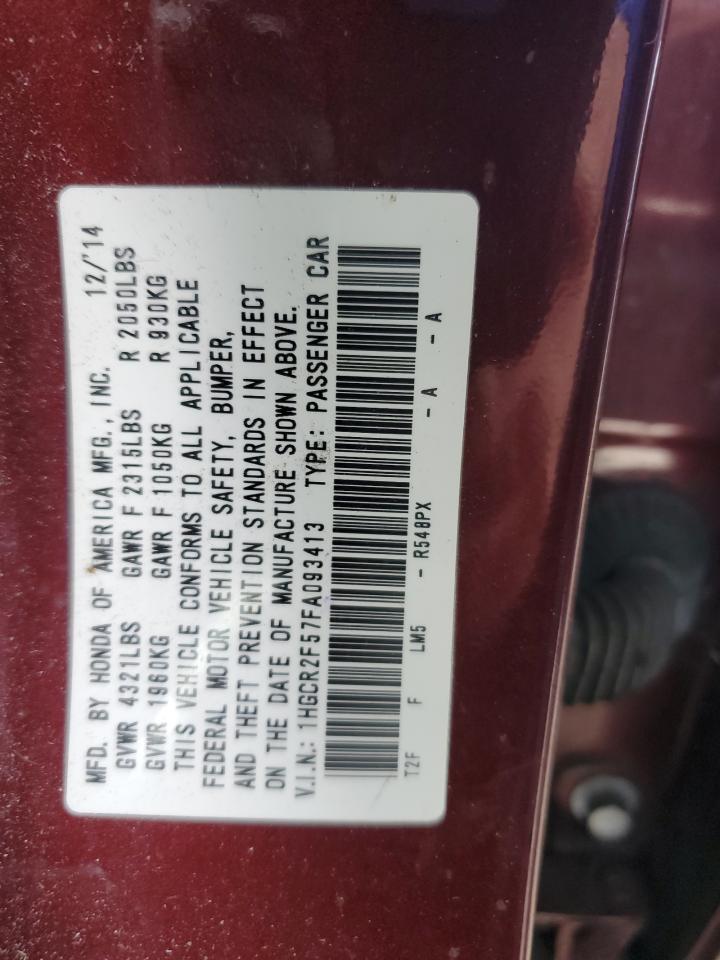 MFD. BY HONDA OF AMERICA MFG., INC. 12/'14
GVWR 4321LBS GAWR F 2315LBS R 2050LBS
GVWR 1960KG GAWR F 1050KG R 930KG
THIS VEHICLE CONFORMS TO ALL APPLICABLE
FEDERAL MOTOR VEHICLE SAFETY, BUMPER,
AND THEFT PREVENTION STANDARDS IN EFFECT
ON THE DATE OF MANUFACTURE SHOWN ABOVE.
V.I.N.: 1HGCR2F57FA093413 TYPE: PASSENGER CAR
T2F F LM5 - R548PX - A - A